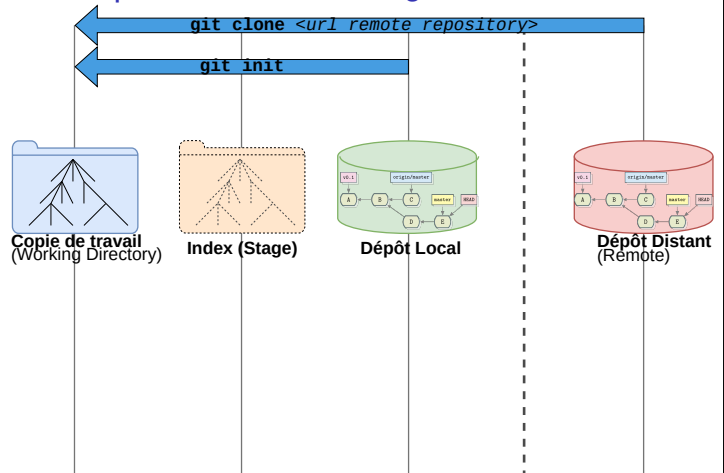 git clone <url remote repository>
git init
v0.1
origin/master
A
B
C
master
HEAD
D
E
v0.1
origin/master
A
B
C
master
HEAD
D
E
Copie de travail
(Working Directory)
Index (Stage)
Dépôt Local
Dépôt Distant
(Remote)